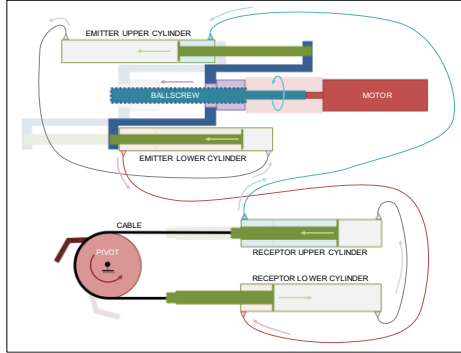 EMITTER UPPER CYLINDER
BALLSCREW
MOTOR
EMITTER LOWER CYLINDER
CABLE
PIVOT
RECEPTOR UPPER CYLINDER
RECEPTOR LOWER CYLINDER